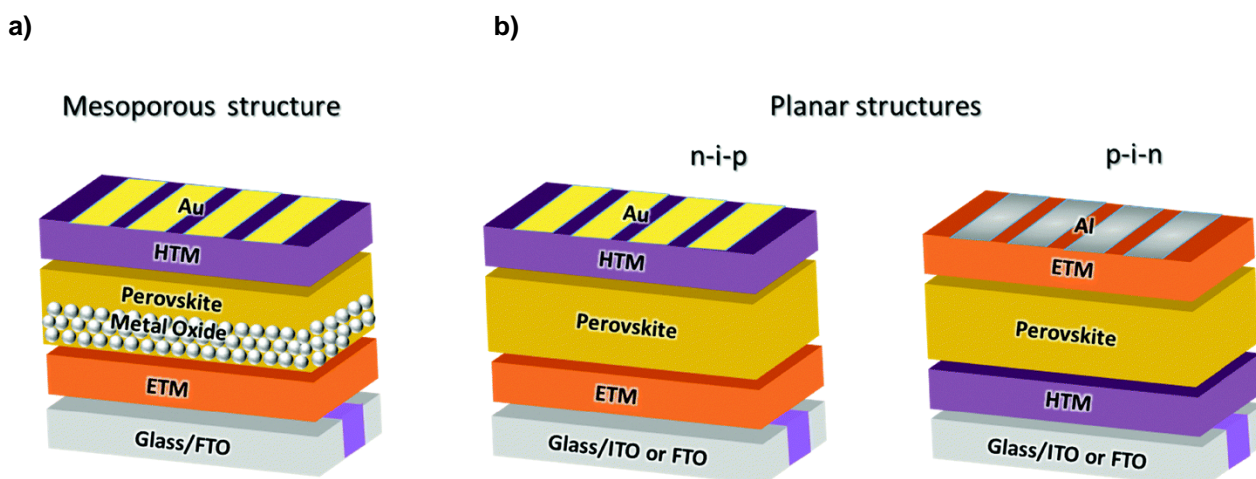 a)
Mesoporous structure
Au
HTM
Perovskite
Metal Oxide
ETM
Glass/FTO
b)
Planar structures
n-i-p
Au
HTM
Perovskite
ETM
Glass/ITO or FTO
p-i-n
Al
ETM
Perovskite
HTM
Glass/ITO or FTO